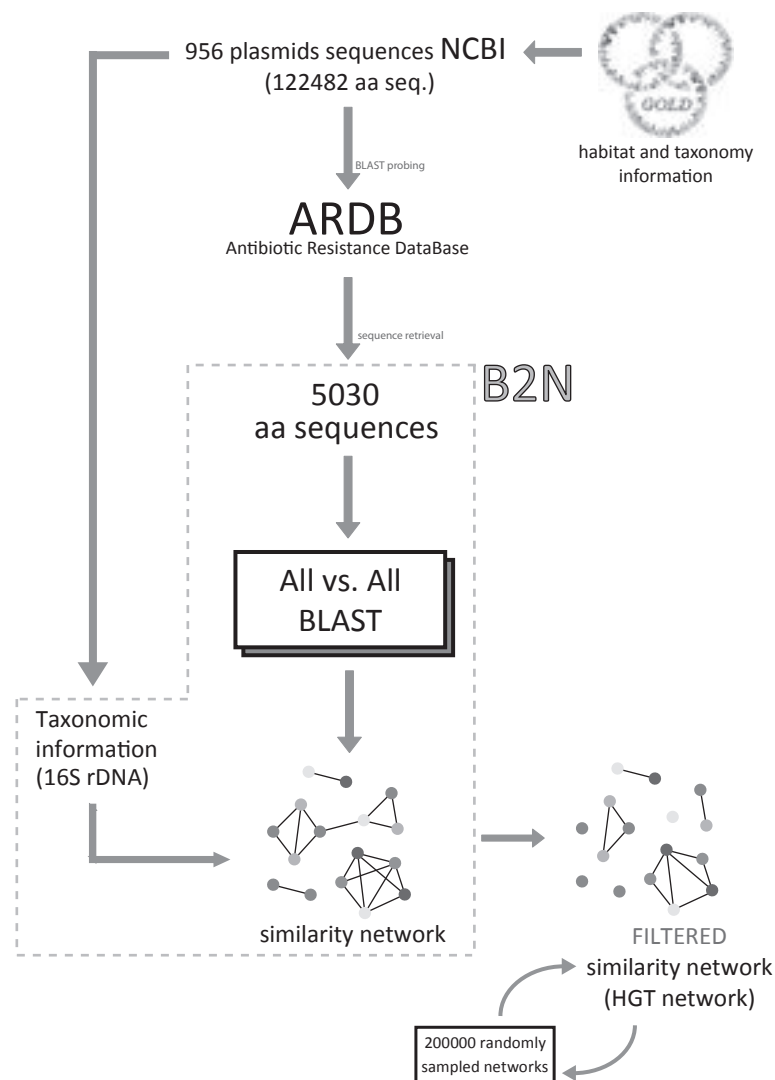 956 plasmids sequences NCBI
(122482 aa seq.)
GOLD
habitat and taxonomy
information
BLAST probing
ARDB
Antibiotic Resistance DataBase
sequence retrieval
B2N
5030
aa sequences
All vs. All
BLAST
Taxonomic
information
(16S rDNA)
similarity network
FILTERED
similarity network
(HGT network)
200000 randomly
sampled networks